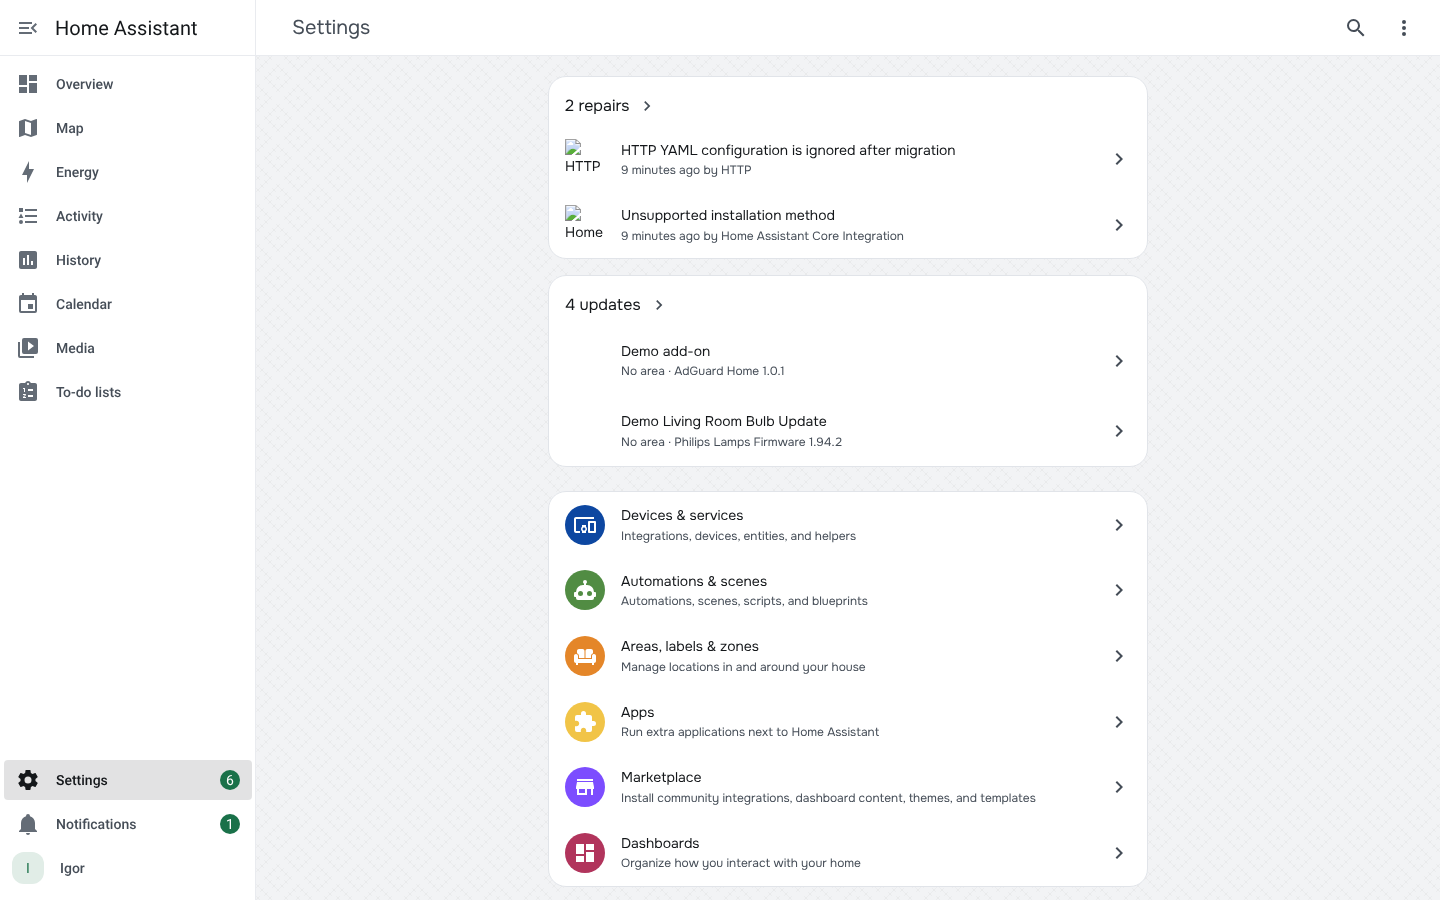 Home Assistant
Settings
Overview
Map
Energy
Activity
History
Calendar
Media
To-do lists
Settings
6
Notifications
1
I
Igor
2 repairs
HTTP
HTTP YAML configuration is ignored after migration
9 minutes ago by HTTP
Home
Unsupported installation method
9 minutes ago by Home Assistant Core Integration
4 updates
Demo add-on
No area · AdGuard Home 1.0.1
Demo Living Room Bulb Update
No area · Philips Lamps Firmware 1.94.2
Devices & services
Integrations, devices, entities, and helpers
Automations & scenes
Automations, scenes, scripts, and blueprints
Areas, labels & zones
Manage locations in and around your house
Apps
Run extra applications next to Home Assistant
Marketplace
Install community integrations, dashboard content, themes, and templates
Dashboards
Organize how you interact with your home